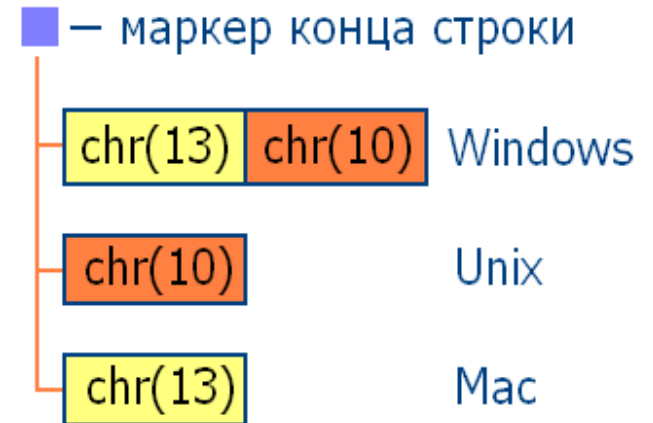 — маркер конца строки
chr(13) chr(10) Windows
chr(10) Unix
chr(13) Mac